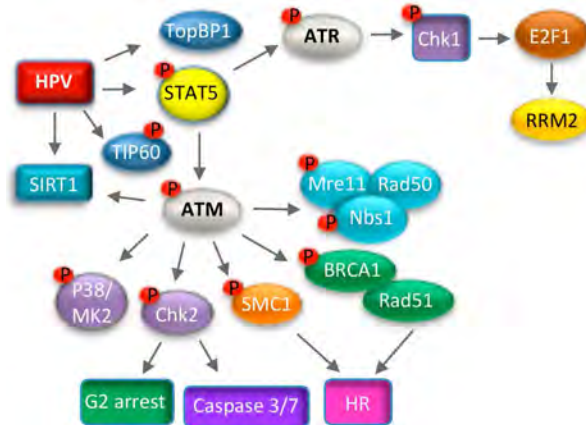 P
TopBP1
P
ATR
P
Chk1
E2F1
HPV
P
STAT5
RRM2
P
TIP60
SIRT1
P
ATM
P
Mre11
Rad50
P
Nbs1
P
P38/
MK2
P
Chk2
P
SMC1
P
BRCA1
Rad51
G2 arrest
Caspase 3/7
HR